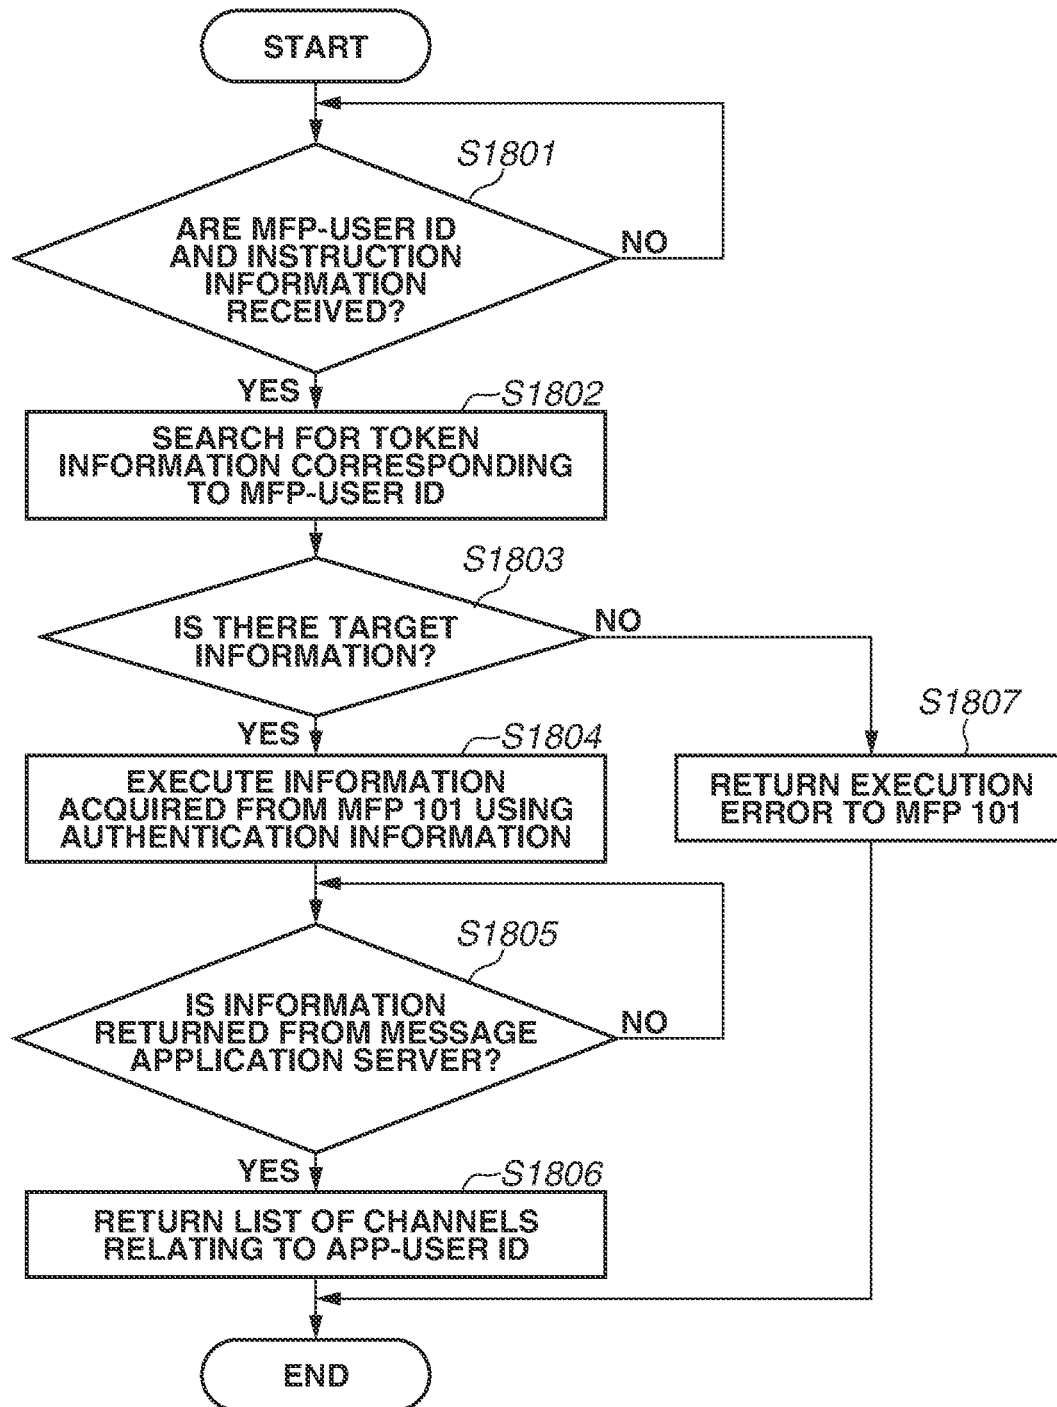 START
S1801
ARE MFP-USER ID
AND INSTRUCTION
INFORMATION
RECEIVED?
NO
YES
S1802
SEARCH FOR TOKEN
INFORMATION CORRESPONDING
TO MFP-USER ID
S1803
IS THERE TARGET
INFORMATION?
NO
YES
S1804
EXECUTE INFORMATION
ACQUIRED FROM MFP 101 USING
AUTHENTICATION INFORMATION
S1807
RETURN EXECUTION
ERROR TO MFP 101
S1805
IS INFORMATION
RETURNED FROM MESSAGE
APPLICATION SERVER?
NO
YES
S1806
RETURN LIST OF CHANNELS
RELATING TO APP-USER ID
END